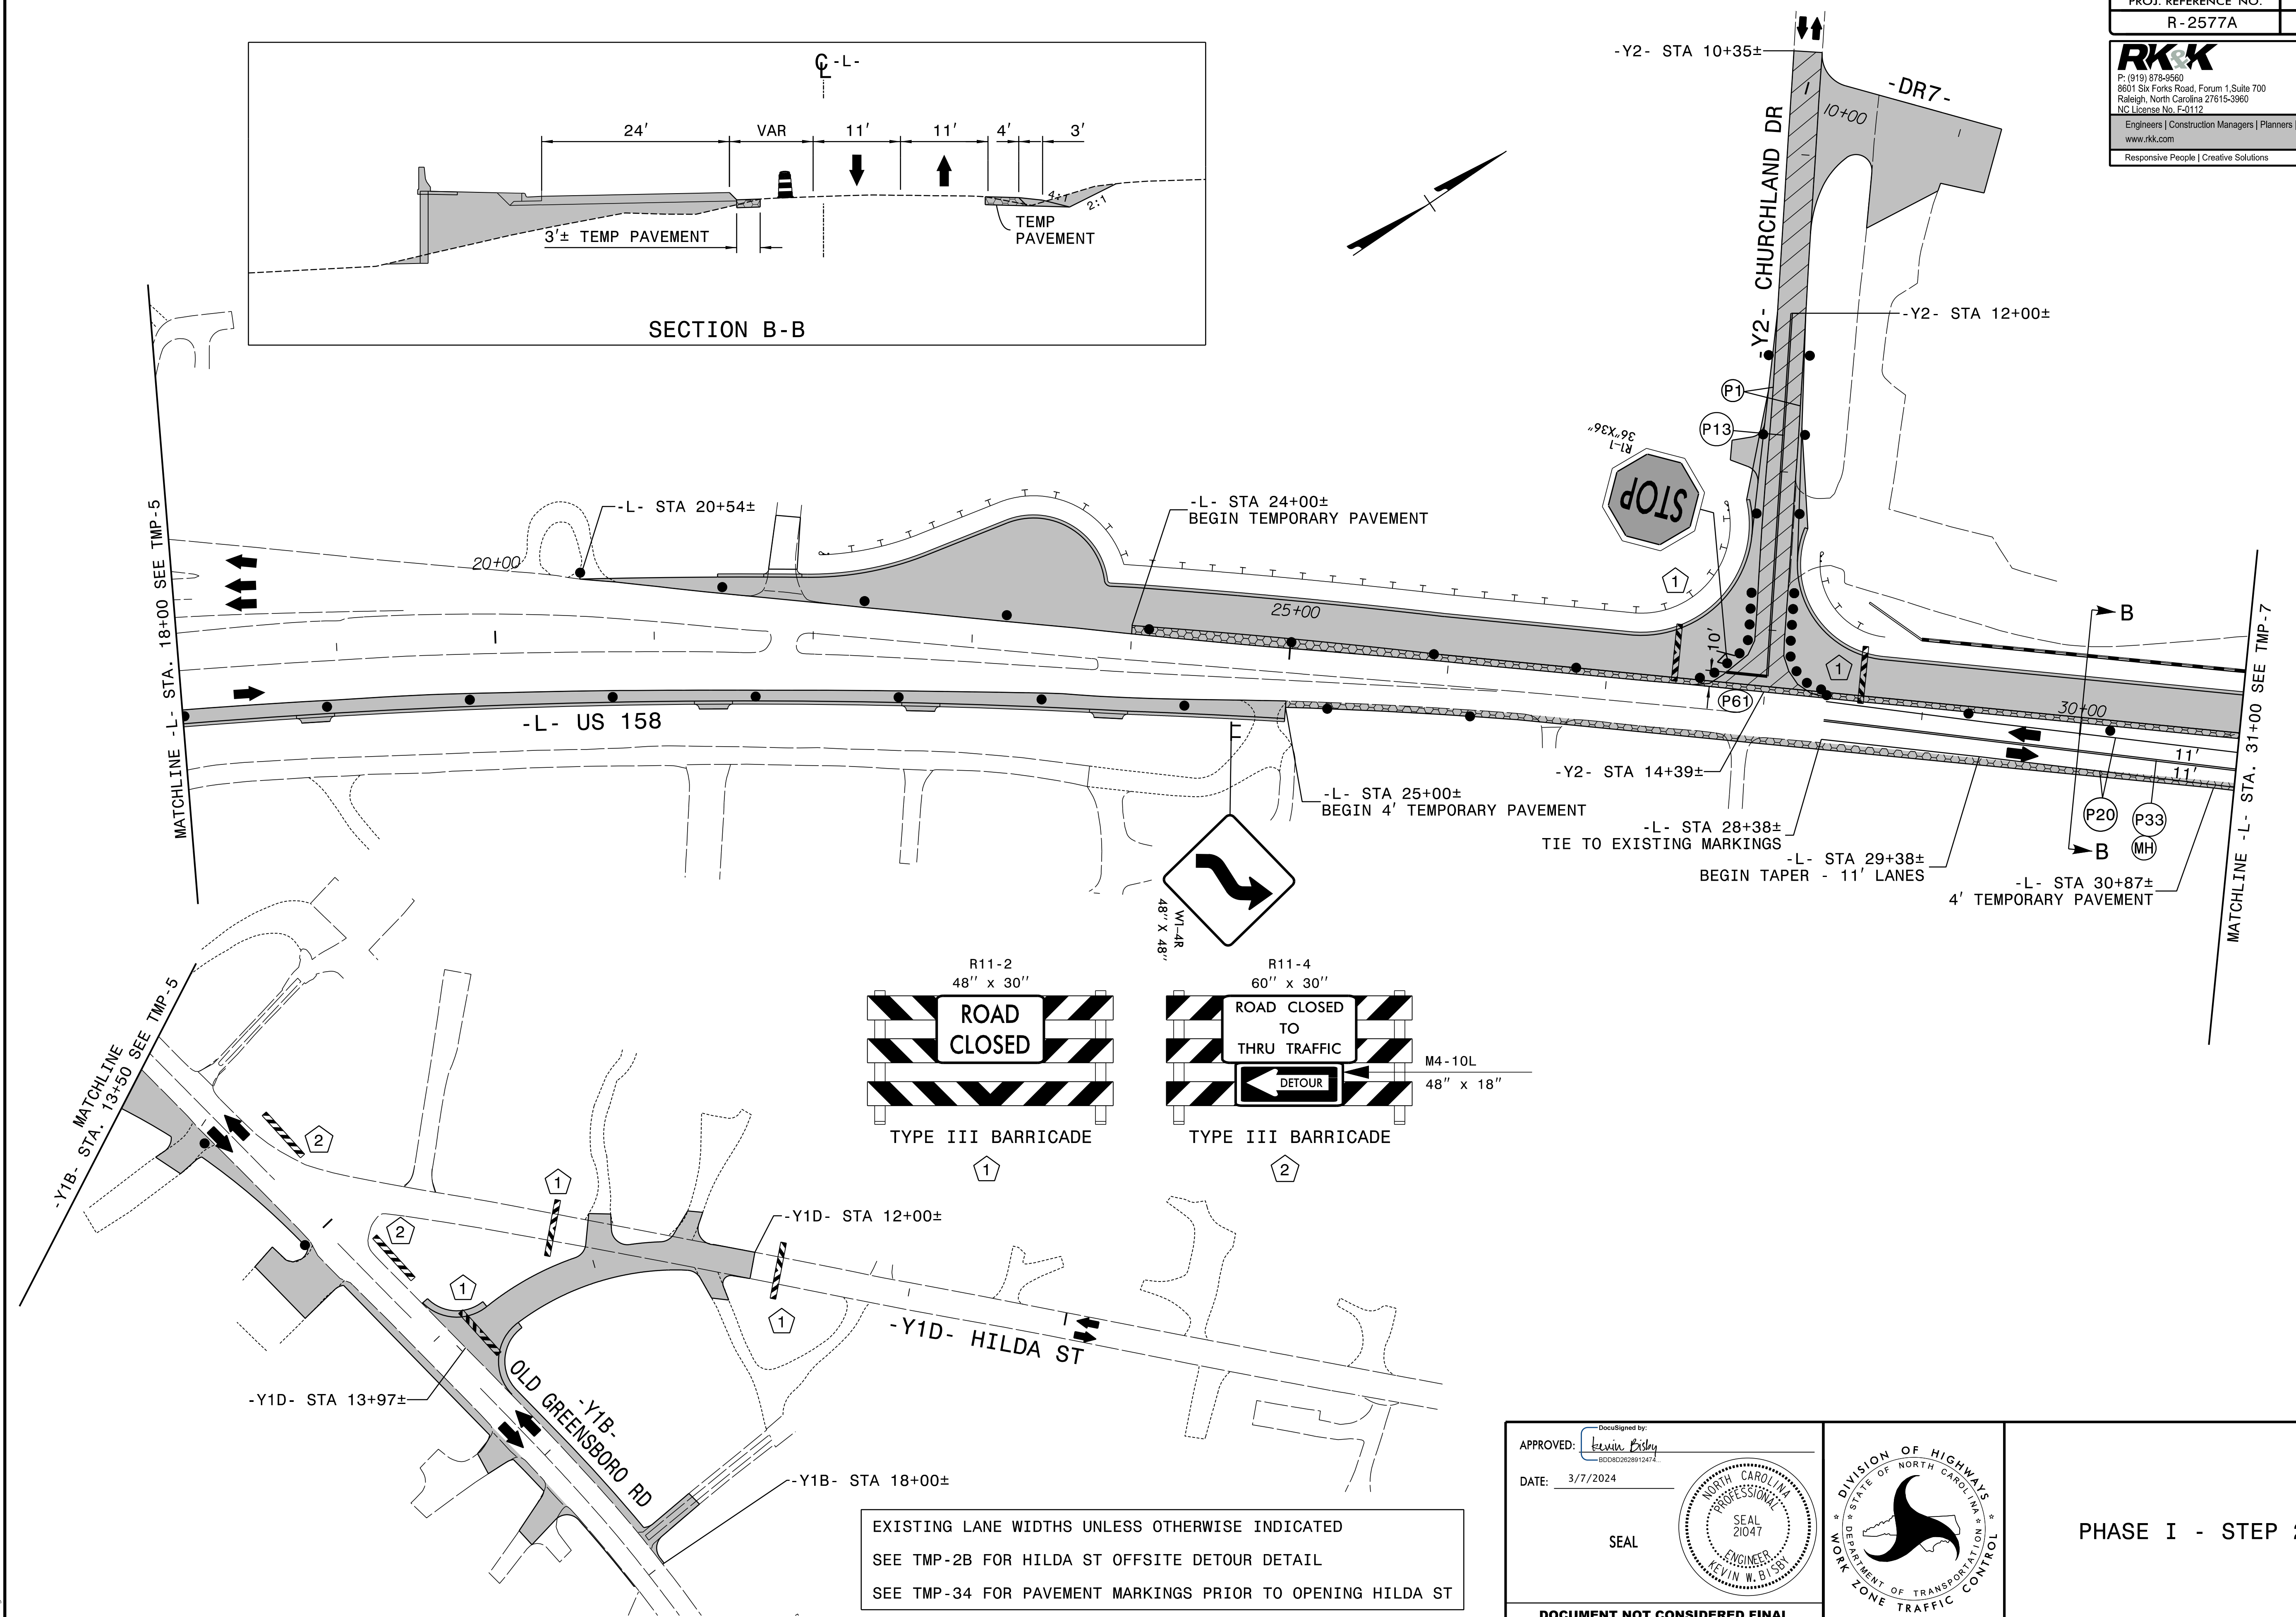 PROJ. REFERENCE NO.
R-2577A
RK&K
P: (919) 878-9560
8601 Six Forks Road, Forum 1,Suite 700
Raleigh, North Carolina 27615-3960
NC License No. F-0112
Engineers | Construction Managers | Planners |
www.rkk.com
Responsive People | Creative Solutions
℄ -L-
24'
VAR
11'
11'
4'
3'
4:1
2:1
3'± TEMP PAVEMENT
TEMP
PAVEMENT
SECTION B-B
-Y2- STA 10+35±
-DR7-
10+00
-Y2- CHURCHLAND DR
-Y2- STA 12+00±
P1
P13
R1-1
36"X36"
STOP
MATCHLINE -L- STA. 18+00 SEE TMP-5
20+00
-L- STA 20+54±
-L- STA 24+00±
BEGIN TEMPORARY PAVEMENT
25+00
1
10'
P61
1
B
30+00
MATCHLINE -L- STA. 31+00 SEE TMP-7
-L- US 158
11'
11'
-Y2- STA 14+39±
-L- STA 25+00±
BEGIN 4' TEMPORARY PAVEMENT
-L- STA 28+38±
TIE TO EXISTING MARKINGS
-L- STA 29+38±
BEGIN TAPER - 11' LANES
P20
P33
MH
B
-L- STA 30+87±
4' TEMPORARY PAVEMENT
W1-4R
48" X 48"
R11-2
48" x 30"
ROAD
CLOSED
TYPE III BARRICADE
1
R11-4
60" x 30"
ROAD CLOSED
TO
THRU TRAFFIC
DETOUR
M4-10L
48" x 18"
TYPE III BARRICADE
2
MATCHLINE
-Y1B- STA. 13+50 SEE TMP-5
2
1
2
1
-Y1D- STA 12+00±
1
-Y1D- HILDA ST
-Y1D- STA 13+97±
-Y1B-
OLD GREENSBORO RD
-Y1B- STA 18+00±
EXISTING LANE WIDTHS UNLESS OTHERWISE INDICATED
SEE TMP-2B FOR HILDA ST OFFSITE DETOUR DETAIL
SEE TMP-34 FOR PAVEMENT MARKINGS PRIOR TO OPENING HILDA ST
DocuSigned by:
APPROVED: Kevin Bisby
BDD8D2628912474...
DATE: 3/7/2024
SEAL
NORTH CAROLINA
PROFESSIONAL
SEAL
21047
ENGINEER
KEVIN W. BISBY
DOCUMENT NOT CONSIDERED FINAL
DIVISION OF HIGHWAYS
STATE OF NORTH CAROLINA
DEPARTMENT OF TRANSPORTATION
WORK ZONE TRAFFIC CONTROL
PHASE I - STEP